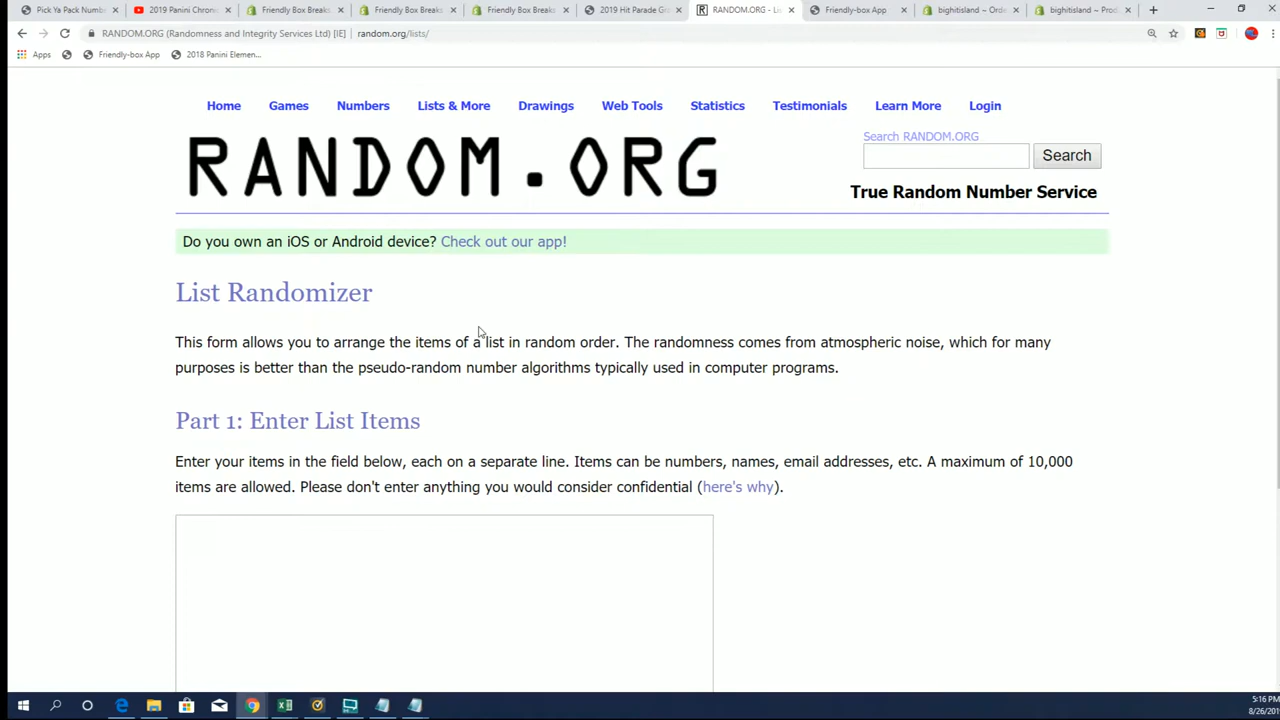 Pick Ya Pack Numb
2019 Panini Chron
Friendly Box Breaks
Friendly Box Breaks
Friendly Box Breaks
2019 Hit Parade Gr
RANDOM.ORG - Li
Friendly-box App
bighitisland ~ Ord
bighitisland ~ Prod
RANDOM.ORG (Randomness and Integrity Services Ltd) [IE] | random.org/lists/
Apps
Friendly-box App
2018 Panini Elemen...
Home Games Numbers Lists & More Drawings Web Tools Statistics Testimonials Learn More Login
RANDOM.ORG
Search RANDOM.ORG
Search
True Random Number Service
Do you own an iOS or Android device? Check out our app!
List Randomizer
This form allows you to arrange the items of a list in random order. The randomness comes from atmospheric noise, which for many
purposes is better than the pseudo-random number algorithms typically used in computer programs.
Part 1: Enter List Items
Enter your items in the field below, each on a separate line. Items can be numbers, names, email addresses, etc. A maximum of 10,000
items are allowed. Please don't enter anything you would consider confidential (here's why).
5:16 PM
8/26/201